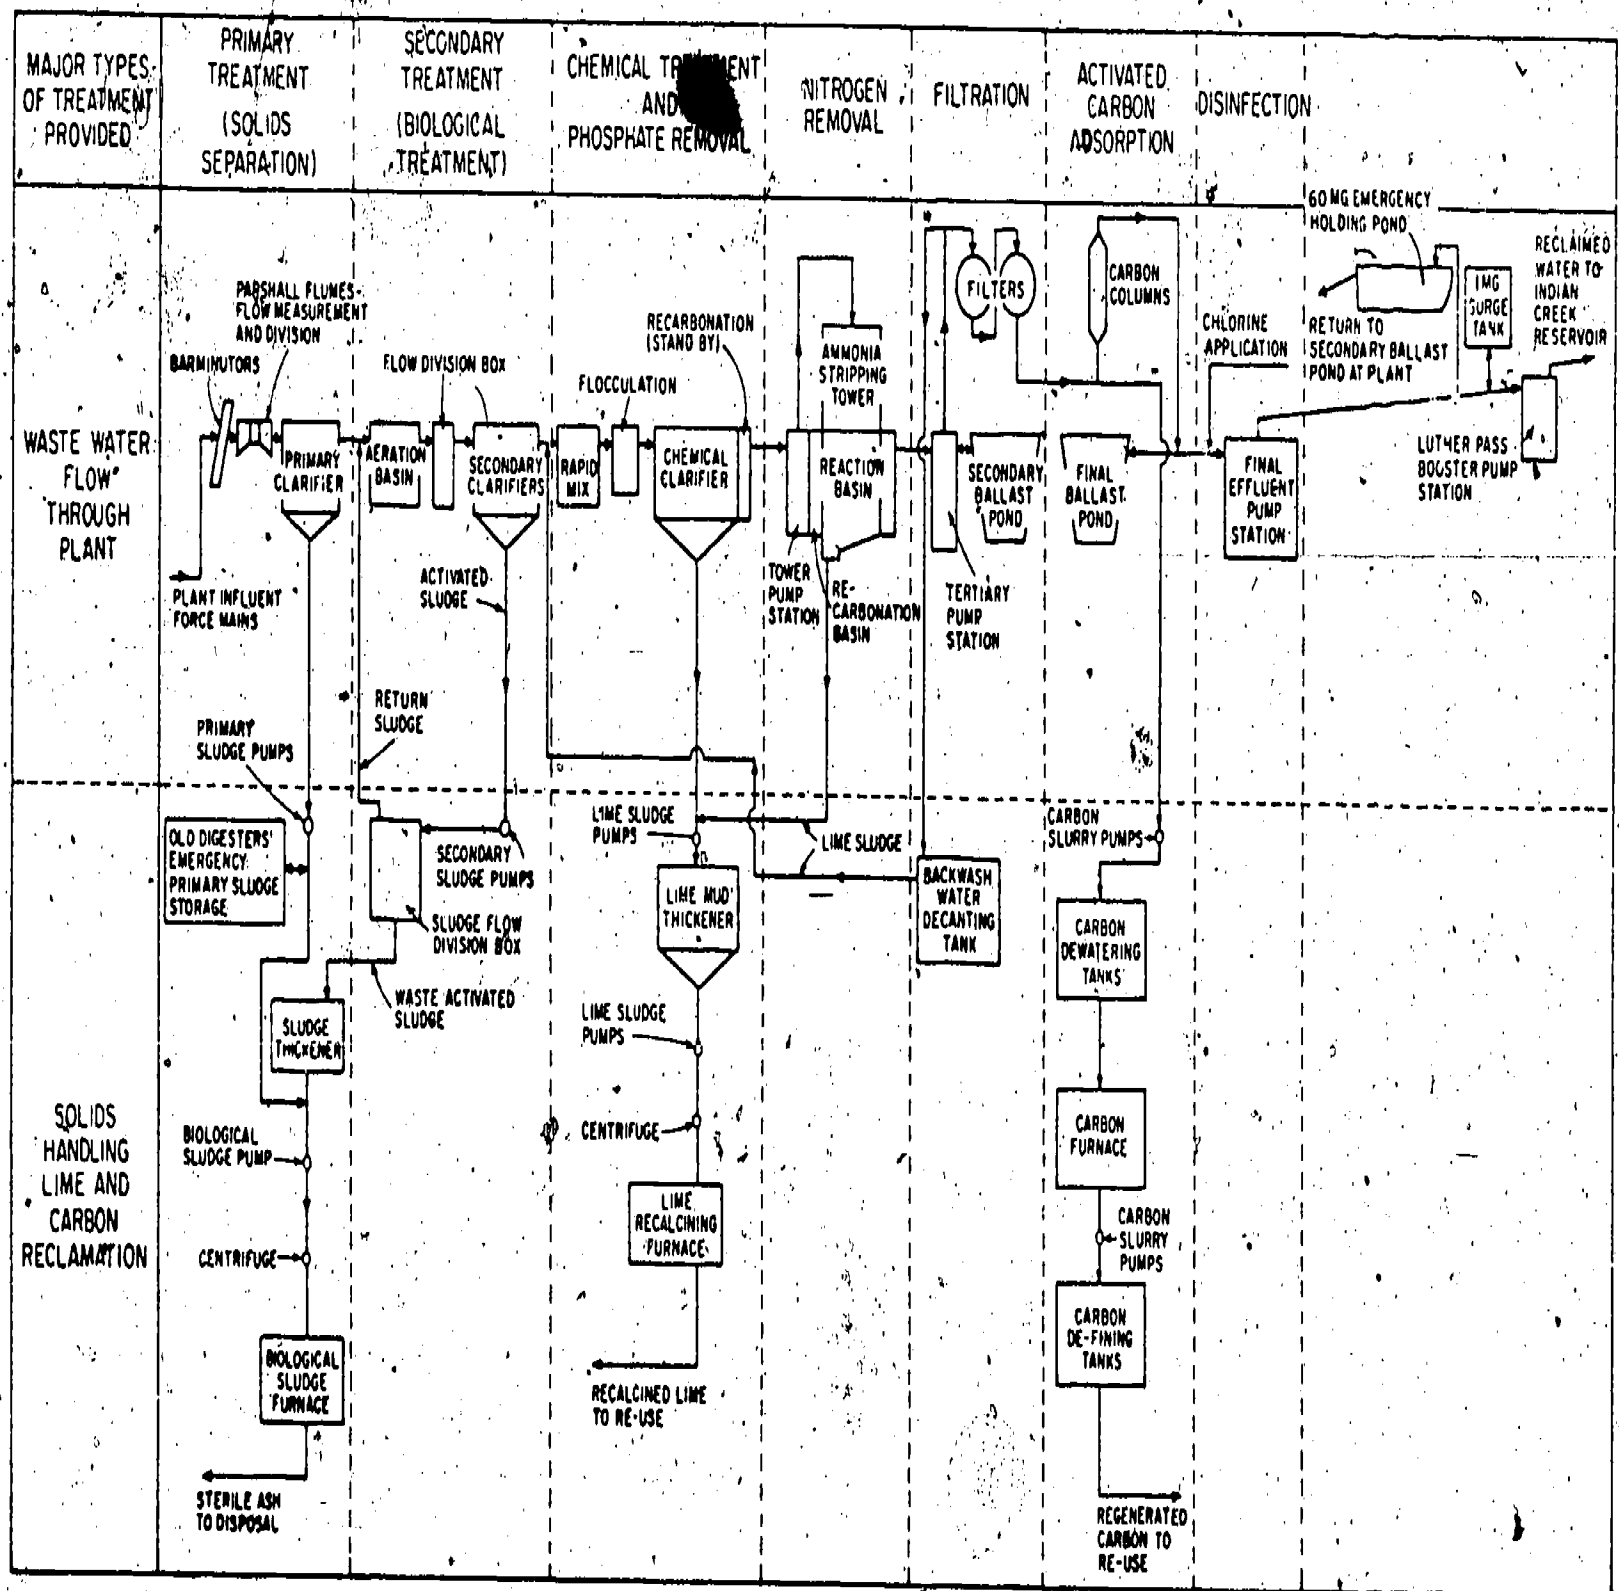 MAJOR TYPES
OF TREATMENT
PROVIDED
PRIMARY
TREATMENT
(SOLIDS
SEPARATION)
SECONDARY
TREATMENT
(BIOLOGICAL
TREATMENT)
CHEMICAL
AND
PHOSPHATE REMOVAL
NITROGEN
REMOVAL
FILTRATION
ACTIVATED
CARBON
ADSORPTION
DISINFECTION
WASTE WATER
FLOW
THROUGH
PLANT
BARMINUTORS
PARSHALL FLUMES-
FLOW MEASUREMENT
AND DIVISION
PRIMARY
CLARIFIER
PLANT INFLUENT
FORCE MAINS
PRIMARY
SLUDGE PUMPS
FLOW DIVISION BOX
AERATION
BASIN
SECONDARY
CLARIFIERS
ACTIVATED
SLUDGE
RETURN
SLUDGE
FLOCCULATION
RECARBONATION
(STAND BY)
RAPID
MIX
CHEMICAL
CLARIFIER
AMMONIA
STRIPPING
TOWER
REACTION
BASIN
TOWER
PUMP
STATION
RE-
CARBONATION
BASIN
FILTERS
SECONDARY
BALLAST
POND
TERTIARY
PUMP
STATION
CARBON
COLUMNS
FINAL
BALLAST
POND
CHLORINE
APPLICATION
FINAL
EFFLUENT
PUMP
STATION
60 MG EMERGENCY
HOLDING POND
RETURN TO
SECONDARY BALLAST
POND AT PLANT
1 MG
SURGE
TANK
RECLAIMED
WATER TO
INDIAN
CREEK
RESERVOIR
LUTHER PASS
BOOSTER PUMP
STATION
SOLIDS
HANDLING
LIME AND
CARBON
RECLAMATION
OLD DIGESTERS'
EMERGENCY
PRIMARY SLUDGE
STORAGE
SECONDARY
SLUDGE PUMPS
SLUDGE FLOW
DIVISION BOX
WASTE ACTIVATED
SLUDGE
SLUDGE
THICKENER
BIOLOGICAL
SLUDGE PUMP
CENTRIFUGE
BIOLOGICAL
SLUDGE
FURNACE
STERILE ASH
TO DISPOSAL
LIME SLUDGE
PUMPS
LIME SLUDGE
LIME MUD
THICKENER
LIME SLUDGE
PUMPS
CENTRIFUGE
LIME
RECALCINING
FURNACE
RECALCINED LIME
TO RE-USE
BACKWASH
WATER
DECANTING
TANK
CARBON
SLURRY PUMPS
CARBON
DEWATERING
TANKS
CARBON
FURNACE
CARBON
SLURRY
PUMPS
CARBON
DE-FINING
TANKS
REGENERATED
CARBON TO
RE-USE